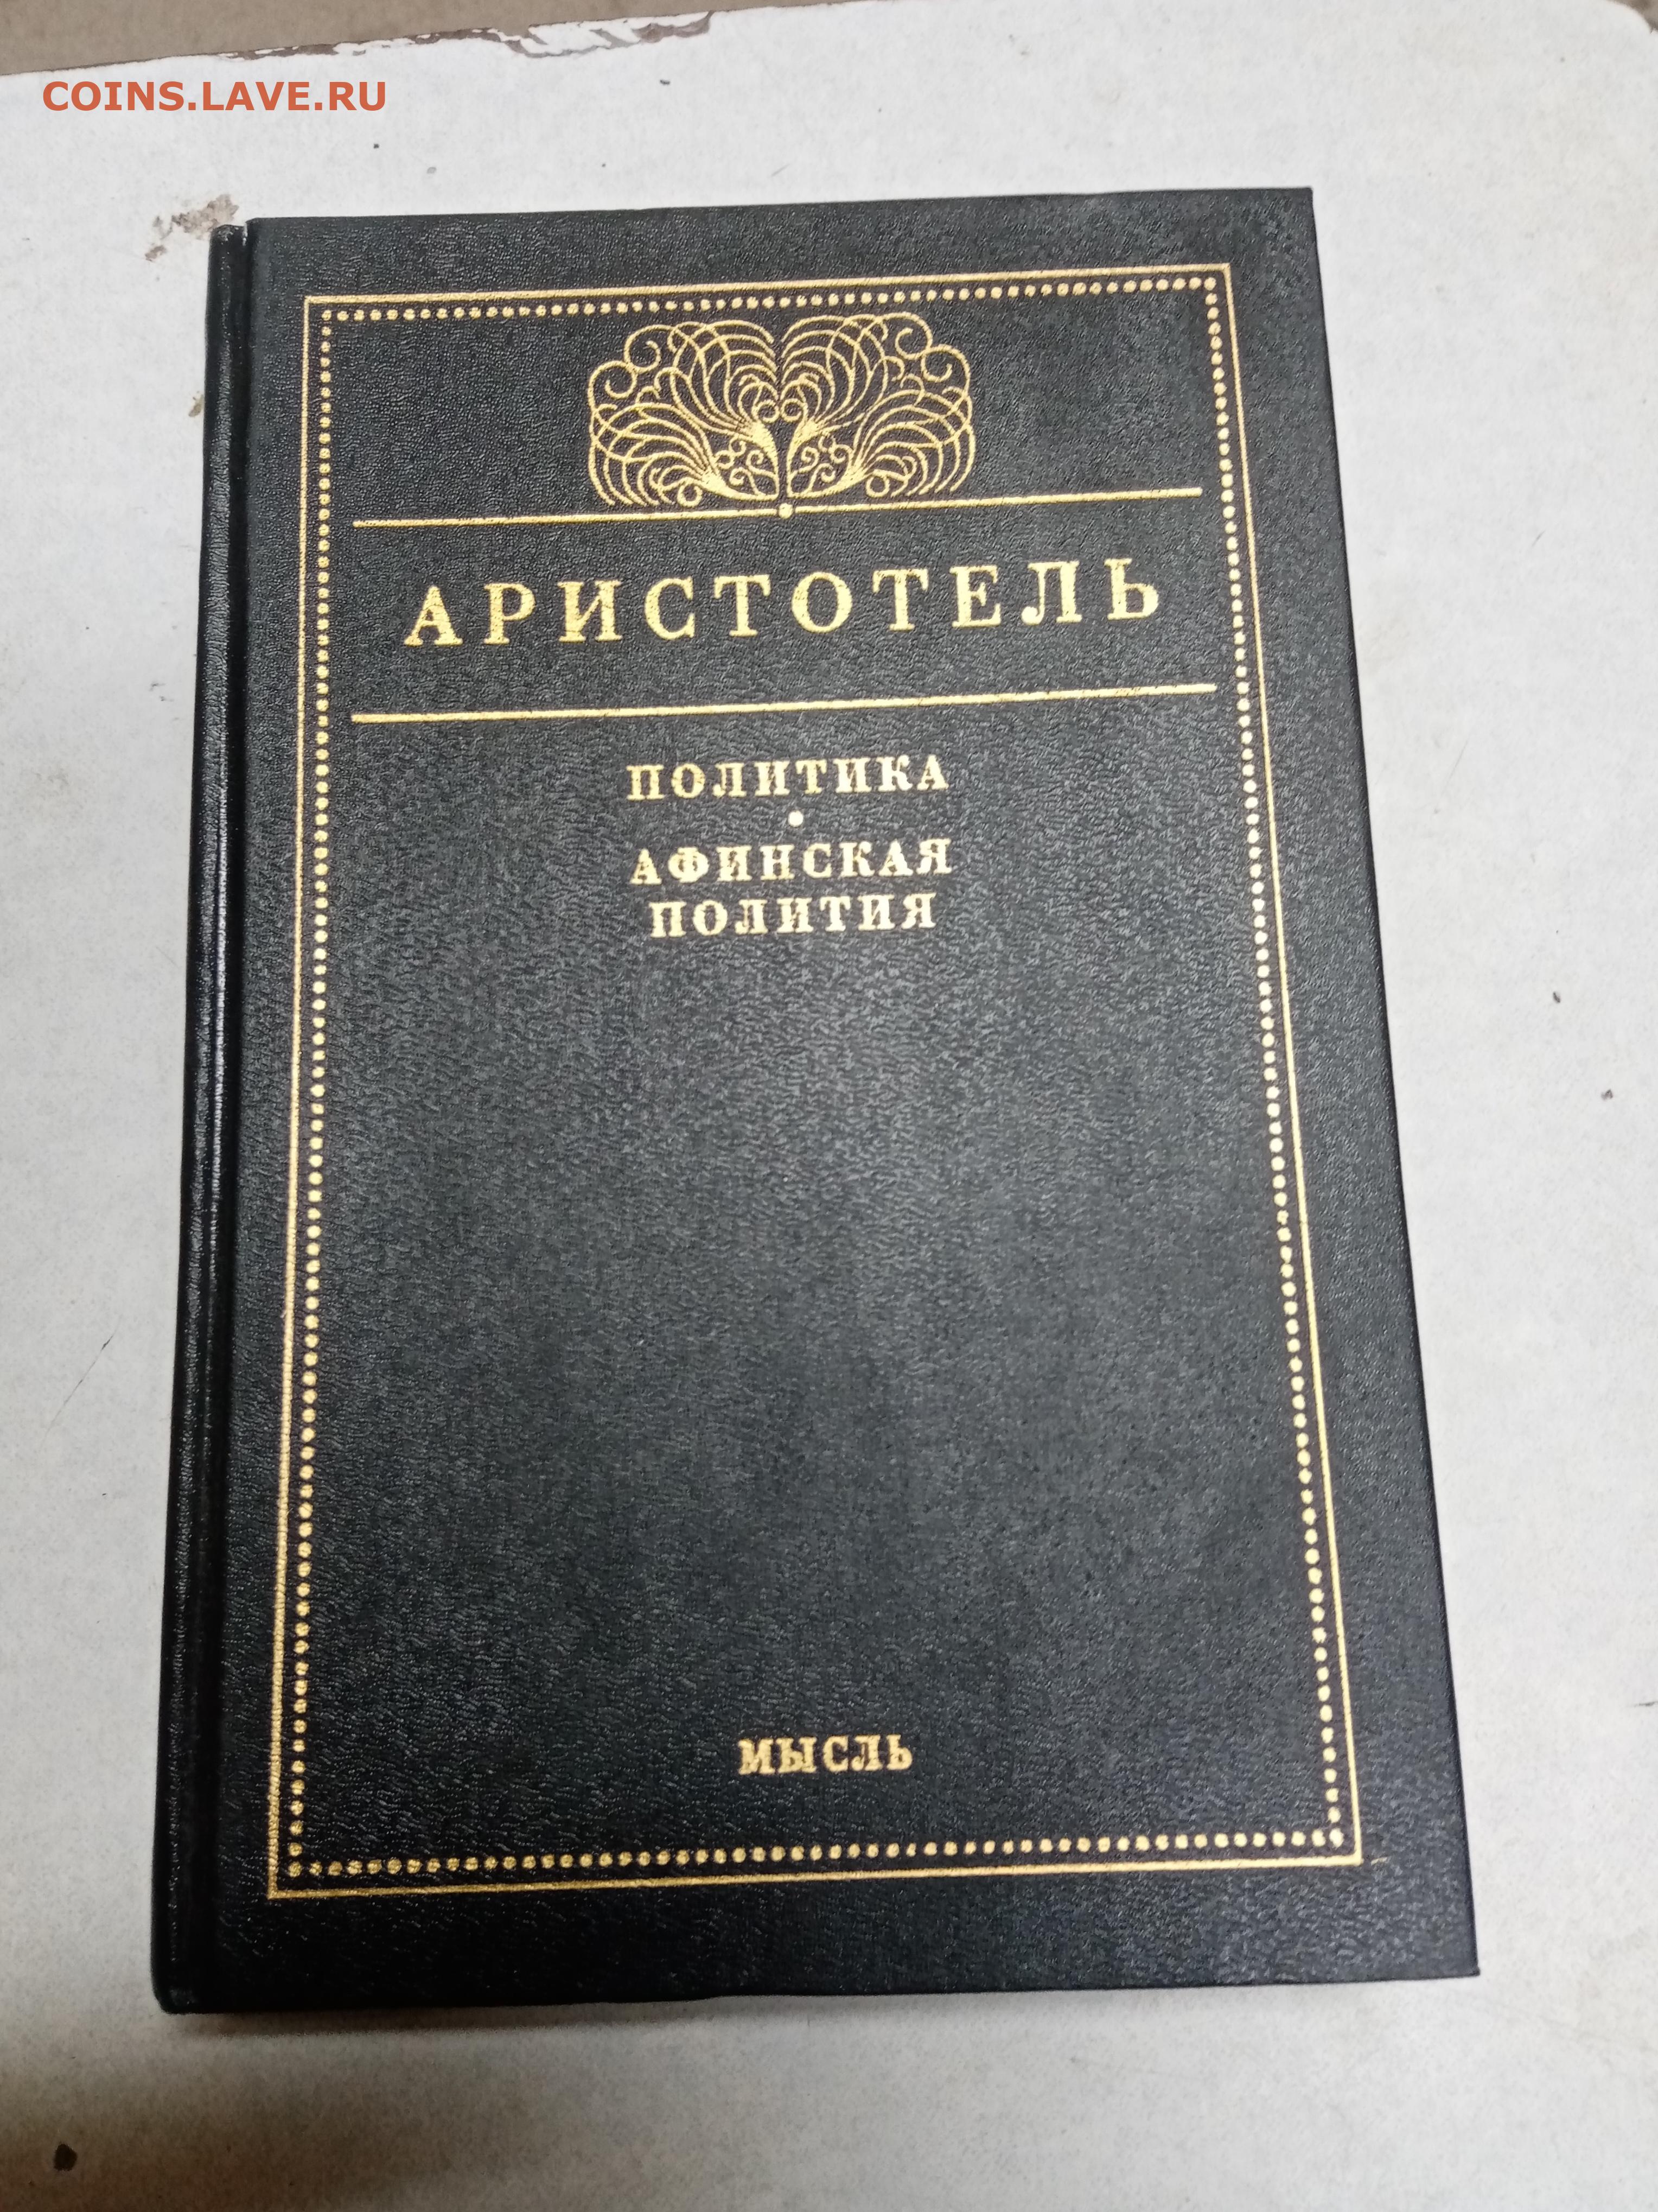 COINS.LAVE.RU
АРИСТОТЕЛЬ
ПОЛИТИКА
АФИНСКАЯ
ПОЛИТИЯ
МЫСЛЬ